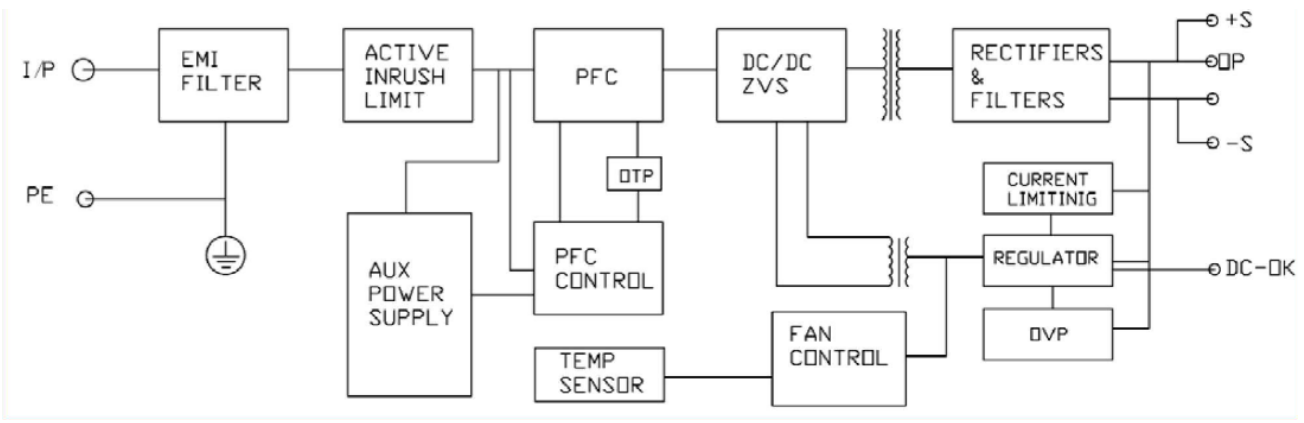 I/P
EMI
FILTER
ACTIVE
INRUSH
LIMIT
PFC
DC/DC
ZVS
RECTIFIERS
&
FILTERS
+S
OP
-S
PE
OTP
CURRENT
LIMITINIG
AUX
POWER
SUPPLY
PFC
CONTROL
REGULATOR
DC-OK
OVP
FAN
CONTROL
TEMP
SENSOR